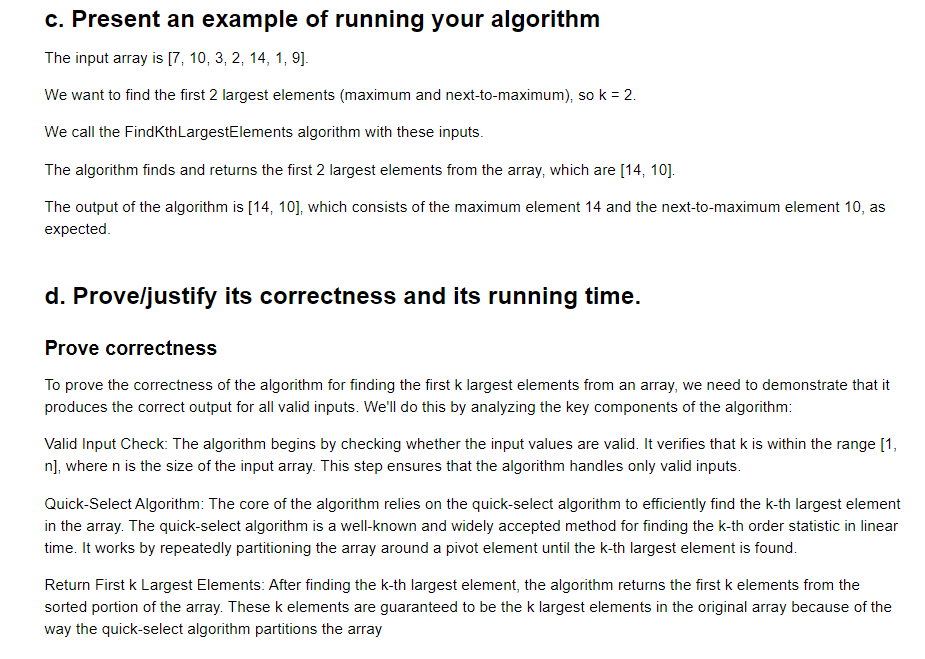 c. Present an example of running your algorithm
The input array is [7, 10, 3, 2, 14, 1, 9].
We want to find the first 2 largest elements (maximum and next-to-maximum), so k = 2.
We call the FindKthLargestElements algorithm with these inputs.
The algorithm finds and returns the first 2 largest elements from the array, which are [14, 10].
The output of the algorithm is [14, 10], which consists of the maximum element 14 and the next-to-maximum element 10, as
expected.
d. Prove/justify its correctness and its running time.
Prove correctness
To prove the correctness of the algorithm for finding the first k largest elements from an array, we need to demonstrate that it
produces the correct output for all valid inputs. We'll do this by analyzing the key components of the algorithm:
Valid Input Check: The algorithm begins by checking whether the input values are valid. It verifies that k is within the range [1,
n], where n is the size of the input array. This step ensures that the algorithm handles only valid inputs.
Quick-Select Algorithm: The core of the algorithm relies on the quick-select algorithm to efficiently find the k-th largest element
in the array. The quick-select algorithm is a well-known and widely accepted method for finding the k-th order statistic in linear
time. It works by repeatedly partitioning the array around a pivot element until the k-th largest element is found.
Return First k Largest Elements: After finding the k-th largest element, the algorithm returns the first k elements from the
sorted portion of the array. These k elements are guaranteed to be the k largest elements in the original array because of the
way the quick-select algorithm partitions the array